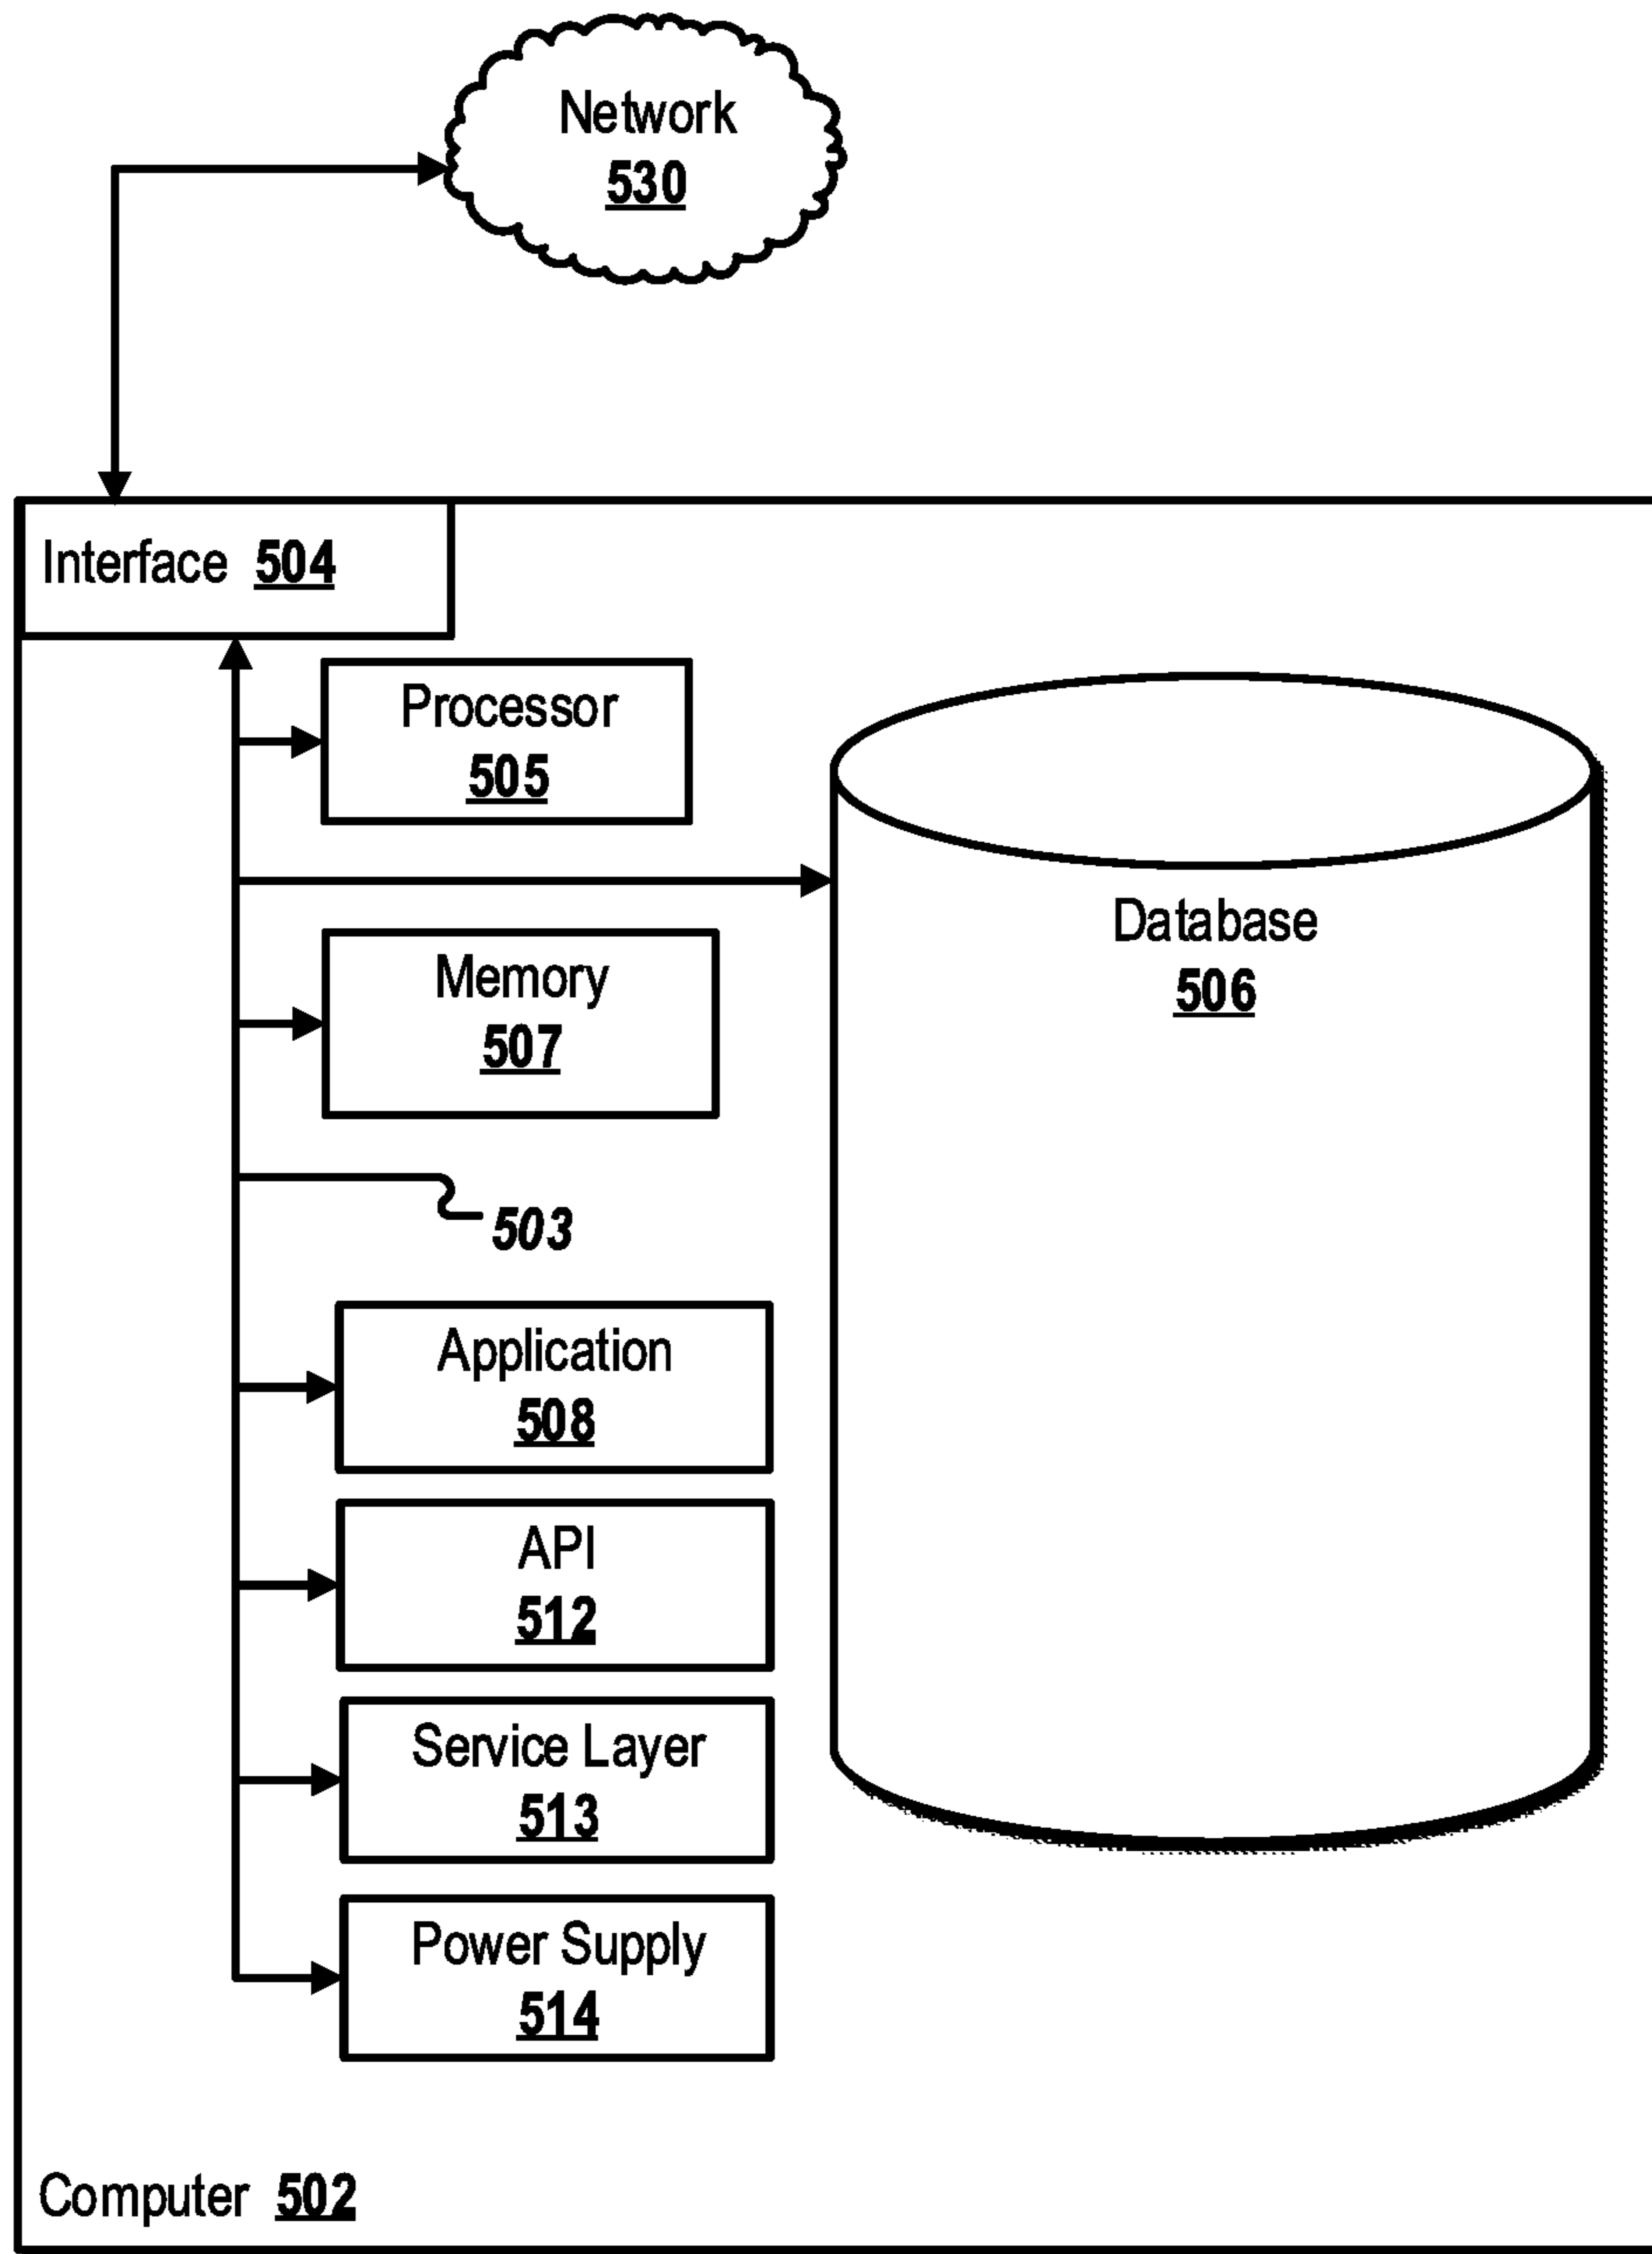 Network
530
Interface 504
Processor
505
Database
506
Memory
507
503
Application
508
API
512
Service Layer
513
Power Supply
514
Computer 502